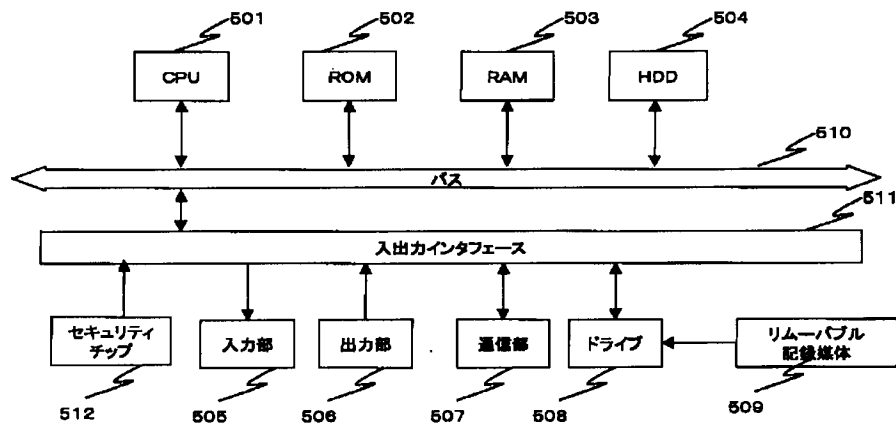 501
502
503
504
CPU
ROM
RAM
HDD
510
バス
511
入出力インタフェース
セキュリティ
チップ
入力部
出力部
通信部
ドライブ
リムーバブル
記録媒体
512
505
506
507
508
509